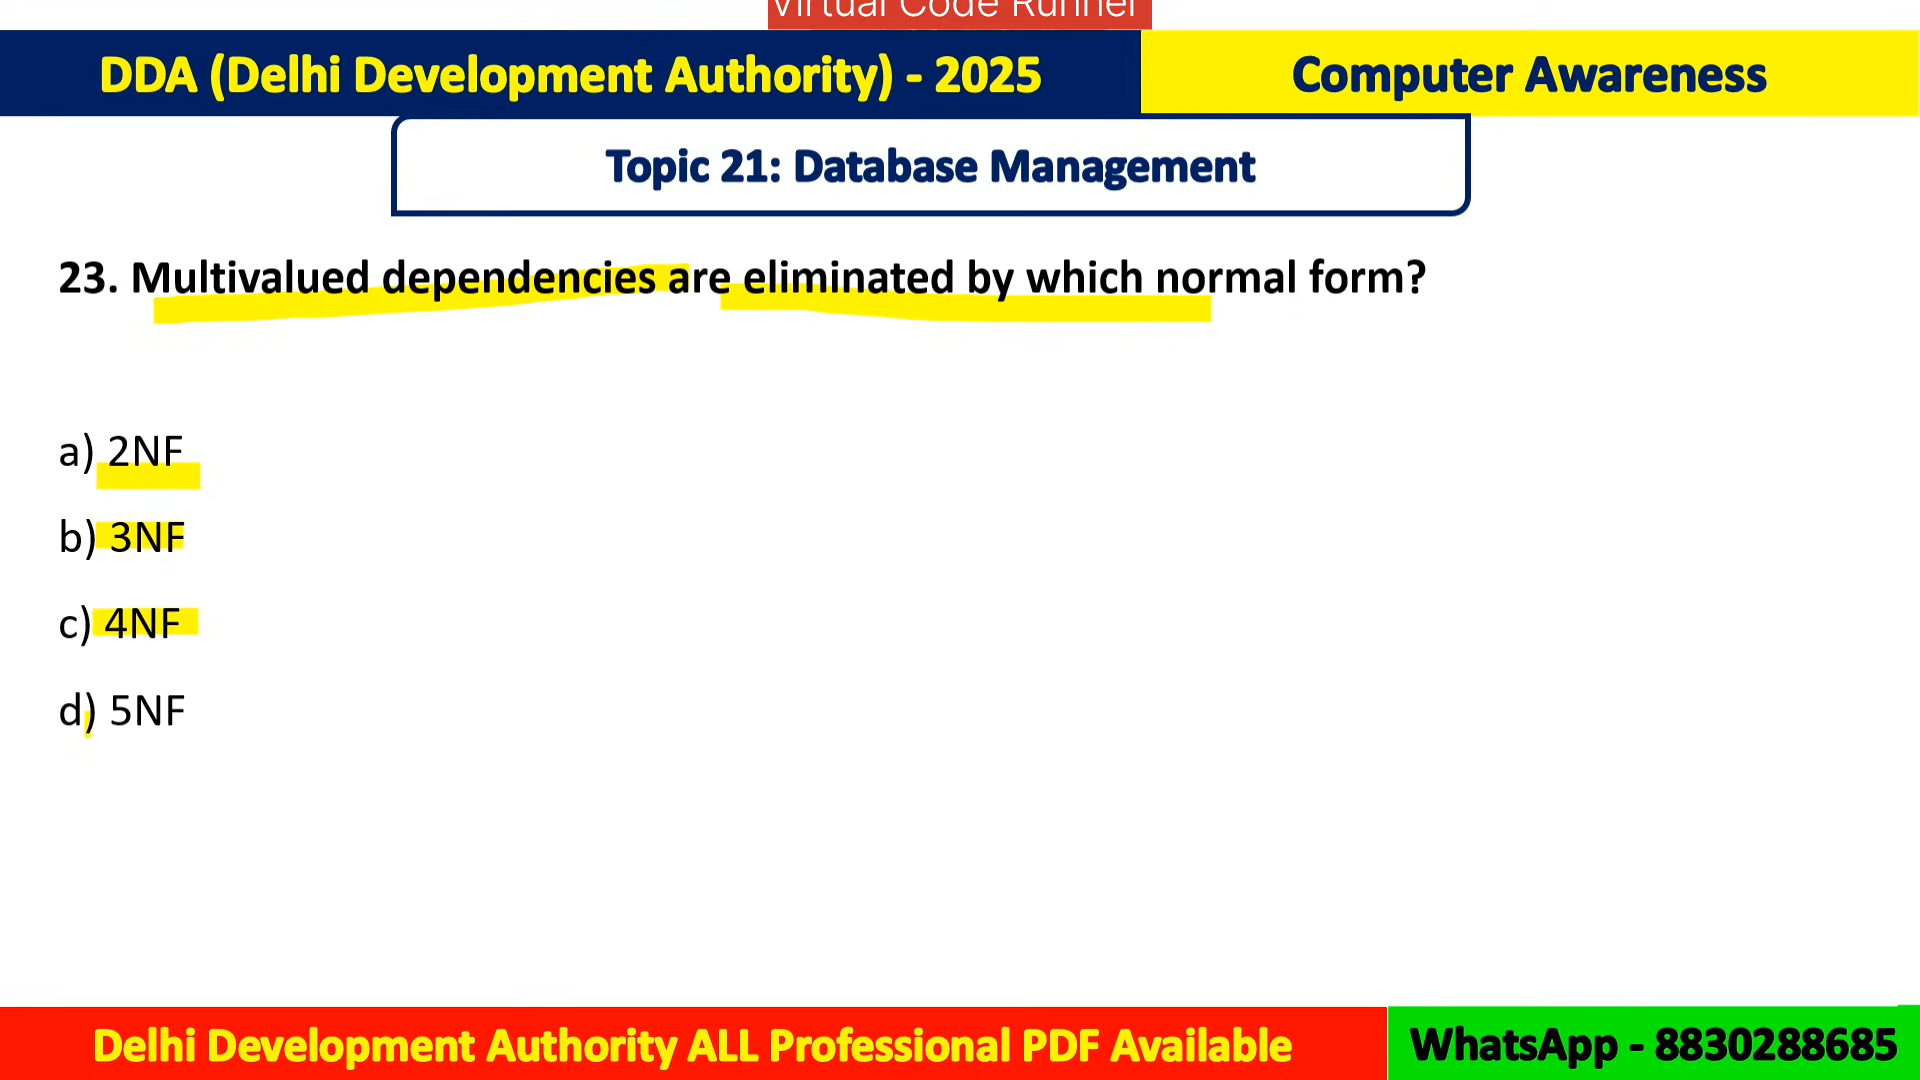 Virtual Code Runner
DDA (Delhi Development Authority) - 2025
Computer Awareness
Topic 21: Database Management
23. Multivalued dependencies are eliminated by which normal form?
a) 2NF
b) 3NF
c) 4NF
d) 5NF
Delhi Development Authority ALL Professional PDF Available
WhatsApp - 8830288685